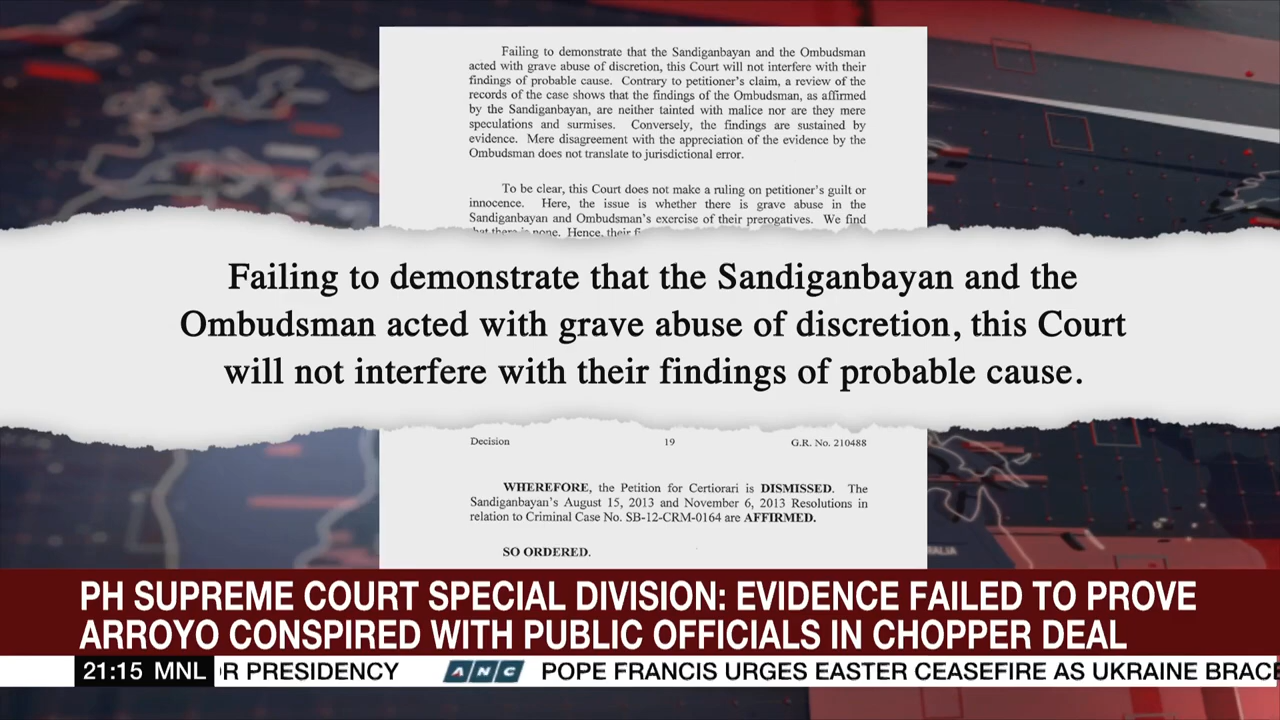 Failing to demonstrate that the Sandiganbayan and the Ombudsman
acted with grave abuse of discretion, this Court will not interfere with their
findings of probable cause. Contrary to petitioner's claim, a review of the
records of the case shows that the findings of the Ombudsman, as affirmed
by the Sandiganbayan, are neither tainted with malice nor are they mere
speculations and surmises. Conversely, the findings are sustained by
evidence. Mere disagreement with the appreciation of the evidence by the
Ombudsman does not translate to jurisdictional error.
To be clear, this Court does not make a ruling on petitioner's guilt or
innocence. Here, the issue is whether there is grave abuse in the
Sandiganbayan and Ombudsman's exercise of their prerogatives. We find
that there is none. Hence, their
Failing to demonstrate that the Sandiganbayan and the
Ombudsman acted with grave abuse of discretion, this Court
will not interfere with their findings of probable cause.
Decision 19 G.R. No. 210488
WHEREFORE, the Petition for Certiorari is DISMISSED. The
Sandiganbayan's August 15, 2013 and November 6, 2013 Resolutions in
relation to Criminal Case No. SB-12-CRM-0164 are AFFIRMED.
SO ORDERED.
PH SUPREME COURT SPECIAL DIVISION: EVIDENCE FAILED TO PROVE
ARROYO CONSPIRED WITH PUBLIC OFFICIALS IN CHOPPER DEAL
21:15 MNL R PRESIDENCY ANC POPE FRANCIS URGES EASTER CEASEFIRE AS UKRAINE BRACE